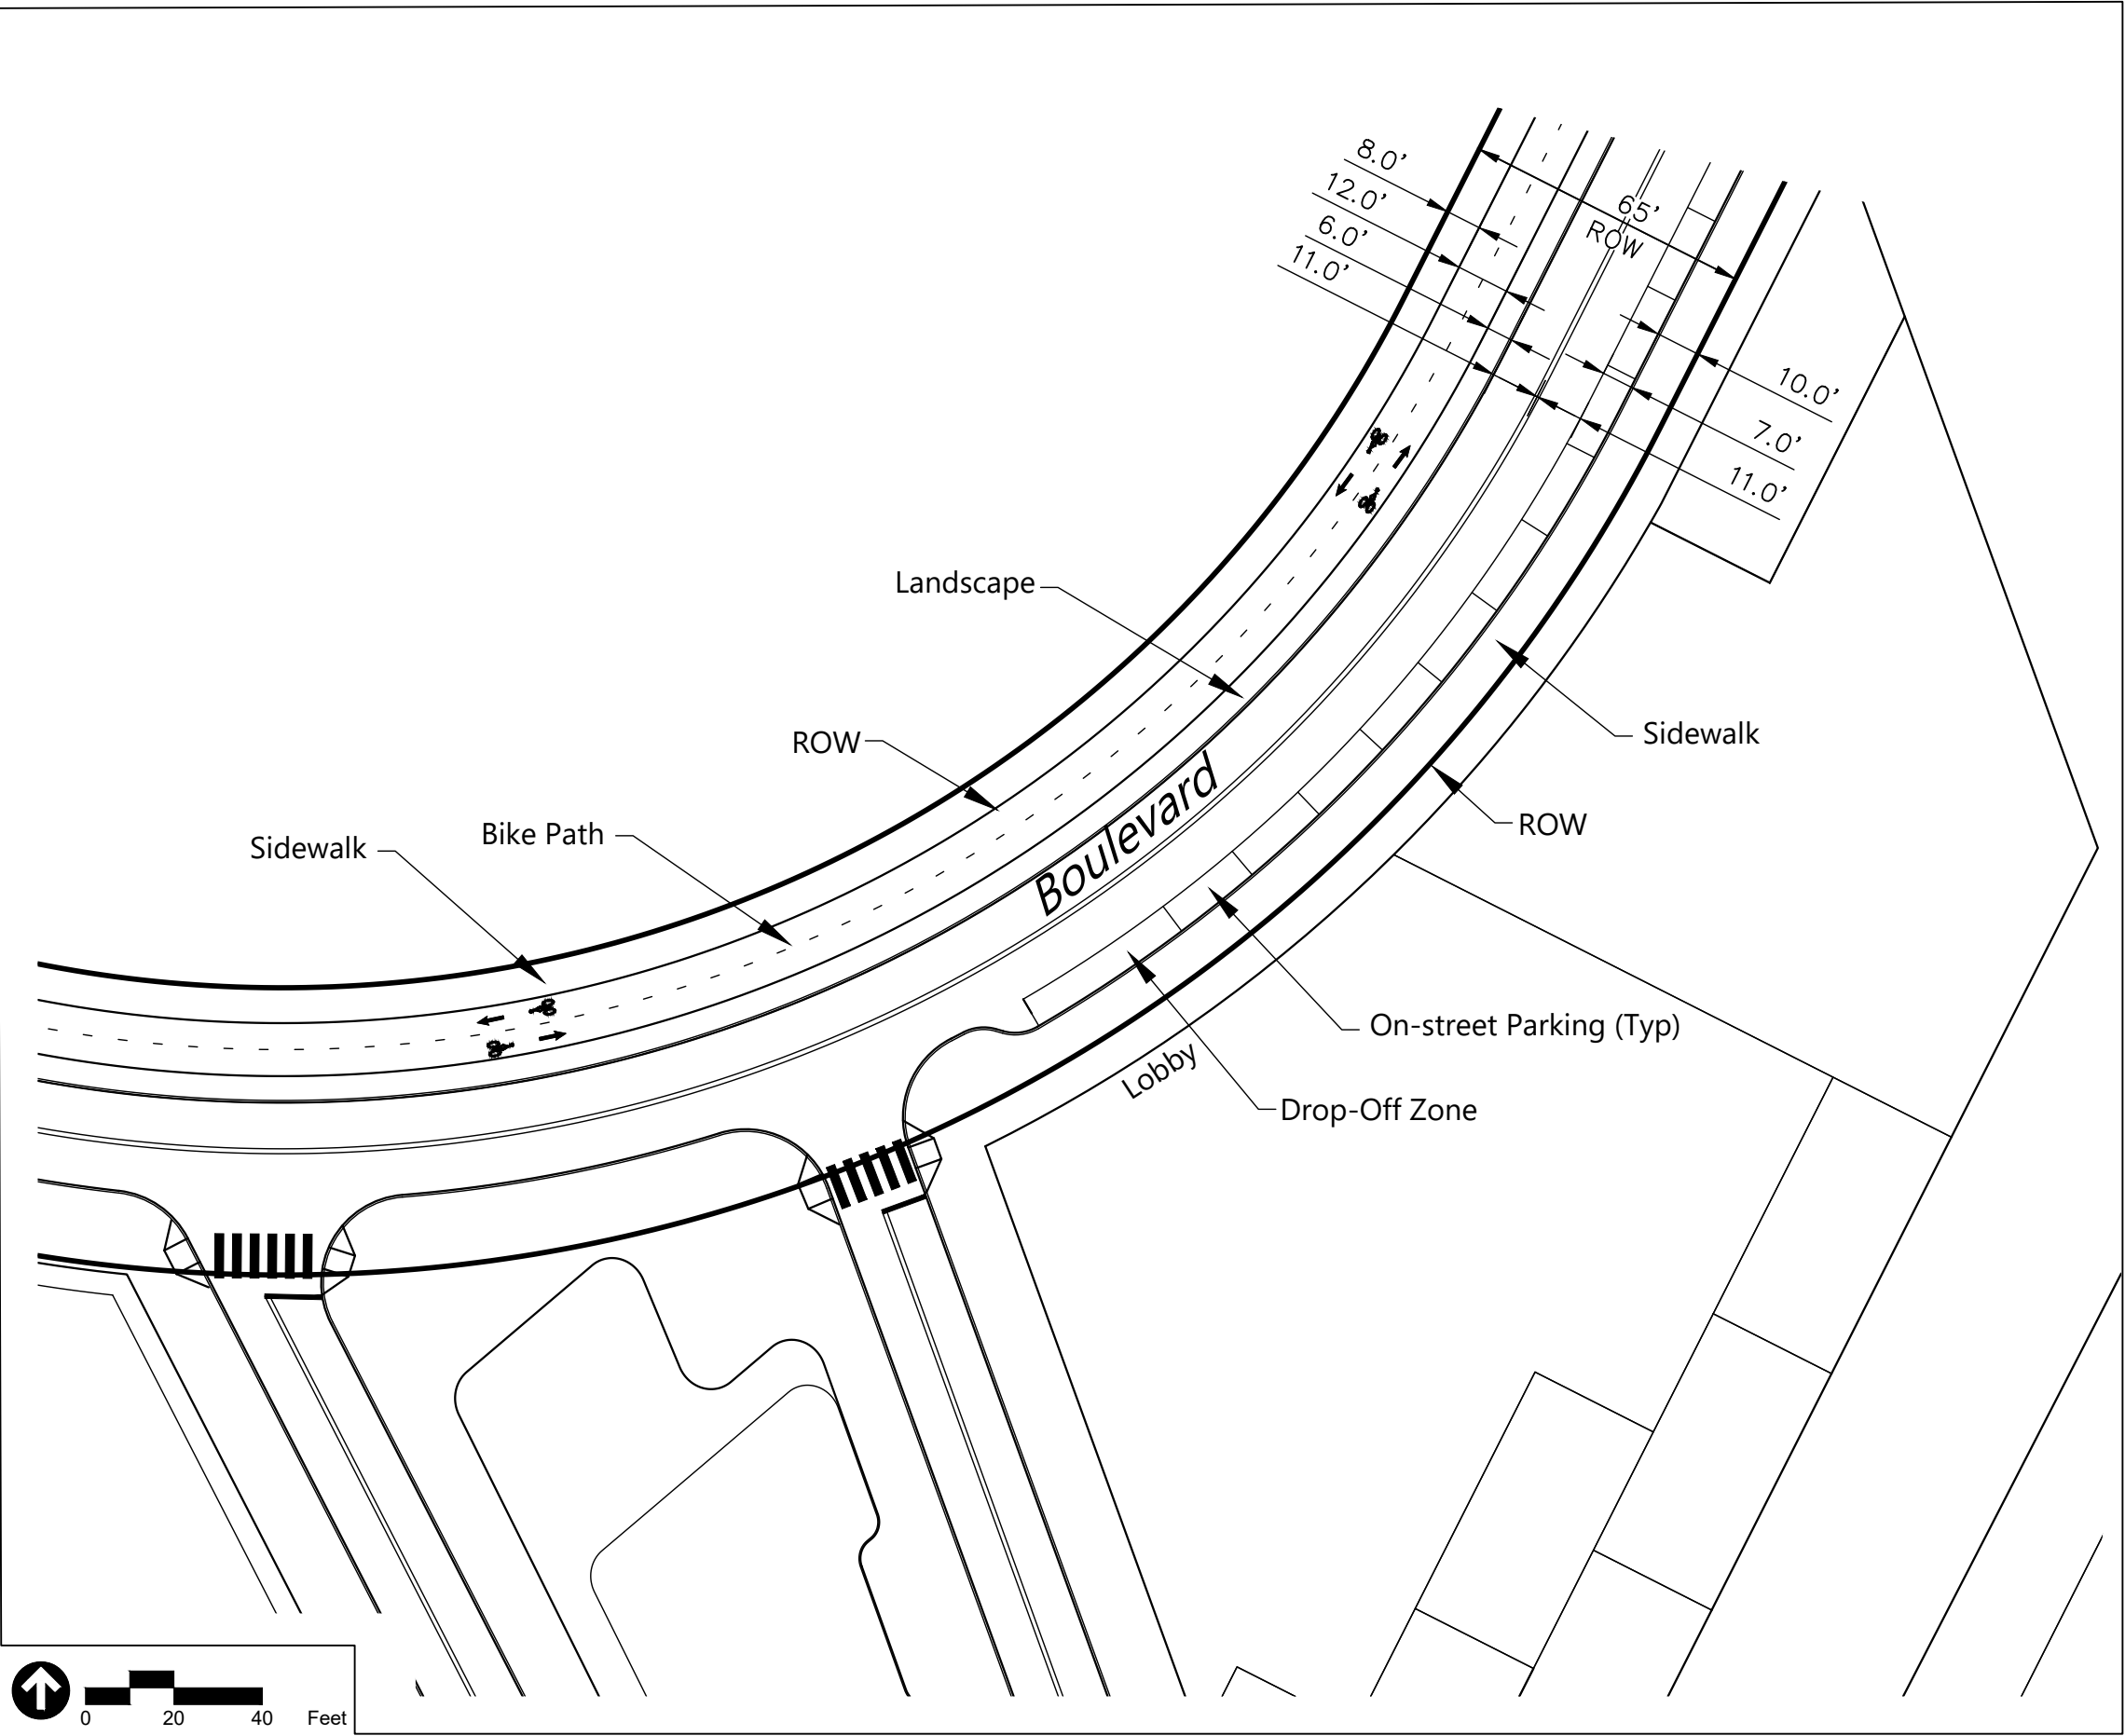 8.0’
12.0’
6.0’
11.0’
65’
ROW
10.0’
7.0’
11.0’
Landscape
ROW
Sidewalk
Bike Path
Boulevard
Sidewalk
ROW
On-street Parking (Typ)
Lobby
Drop-Off Zone
0 20 40 Feet